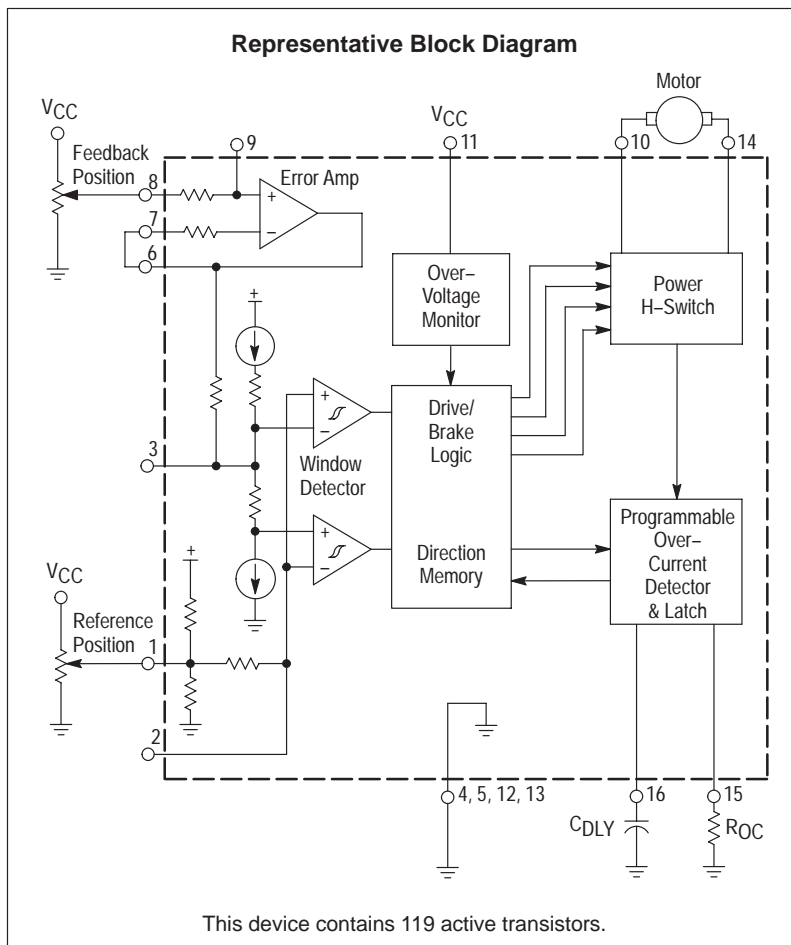 Representative Block Diagram
Motor
VCC
VCC
Feedback
Position
9
11
10
14
8
Error Amp
+
7
−
6
+
Over–
Voltage
Monitor
Power
H–Switch
+
−
Drive/
Brake
Logic
3
Window
Detector
+
−
Direction
Memory
Programmable
Over–
Current
Detector
& Latch
+
VCC
Reference
Position
1
2
4, 5, 12, 13
16
15
CDLY
ROC
This device contains 119 active transistors.